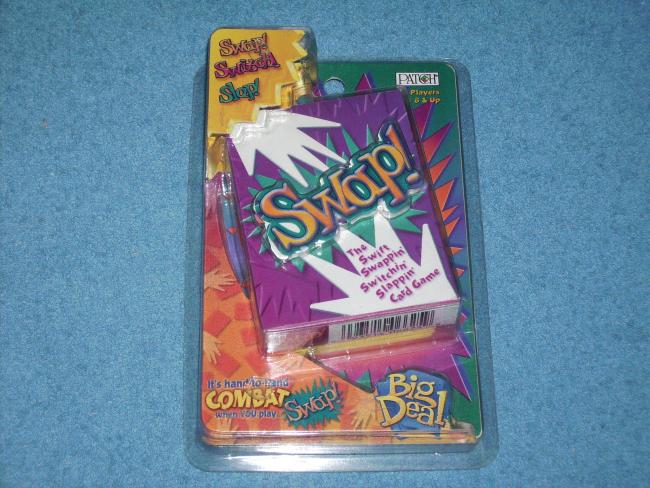 Swap!
Switch!
Slap!
PATCH
Players
8 & Up
Swap!
The
Swift
Swappin'
Switchin'
Slappin'
Card Game
It's hand-to-hand
COMBAT
when YOU play
Swap!
Big
Deal